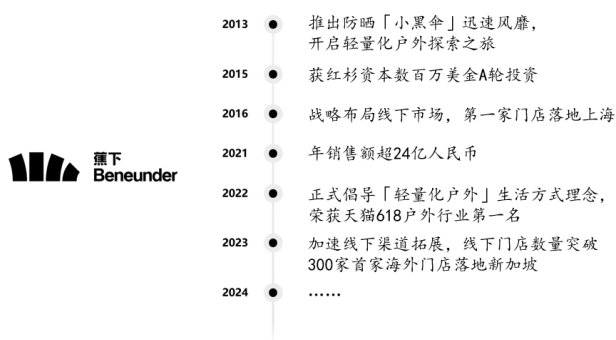 蕉下
Beneunder
2013
推出防晒「小黑伞」迅速风靡，
开启轻量化户外探索之旅
2015
获红杉资本数百万美金A轮投资
2016
战略布局线下市场，第一家门店落地上海
2021
年销售额超24亿人民币
2022
正式倡导「轻量化户外」生活方式理念，
荣获天猫618户外行业第一名
2023
加速线下渠道拓展，线下门店数量突破
300家首家海外门店落地新加坡
2024
……